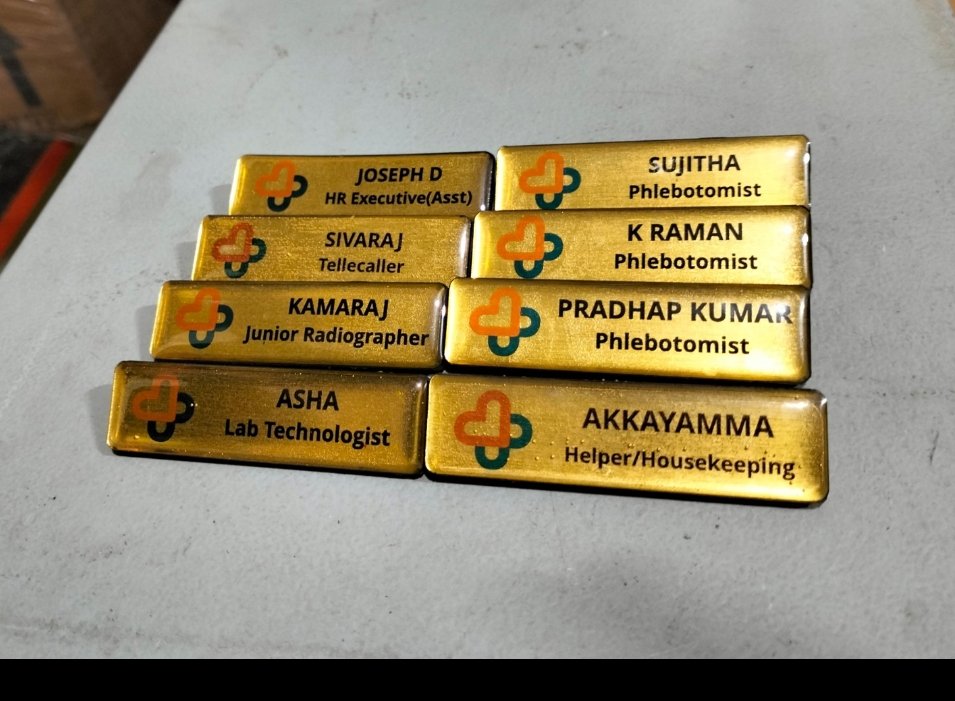 JOSEPH D
HR Executive(Asst)
SUJITHA
Phlebotomist
SIVARAJ
Tellecaller
K RAMAN
Phlebotomist
KAMARAJ
Junior Radiographer
PRADHAP KUMAR
Phlebotomist
ASHA
Lab Technologist
AKKAYAMMA
Helper/Housekeeping